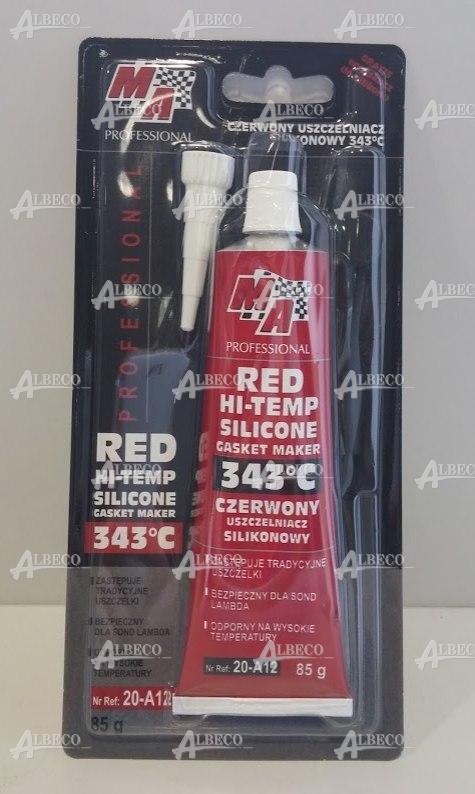 MA
PROFESSIONAL
CZERWONY USZCZELNIACZ
SILIKONOWY 343°C
PROFESSIONAL
MA
PROFESSIONAL
RED
HI-TEMP
SILICONE
GASKET MAKER
343°C
CZERWONY
USZCZELNIACZ
SILIKONOWY
ZASTĘPUJE TRADYCYJNE
USZCZELKI
BEZPIECZNY DLA SOND
LAMBDA
ODPORNY NA WYSOKIE
TEMPERATURY
Nr Ref: 20-A12
85 g
RED
HI-TEMP
SILICONE
GASKET MAKER
343°C
ZASTĘPUJE
TRADYCYJNE
USZCZELKI
BEZPIECZNY
DLA SOND LAMBDA
WYSOKIE
TEMPERATURY
Nr Ref: 20-A12
85 g
ALBECO